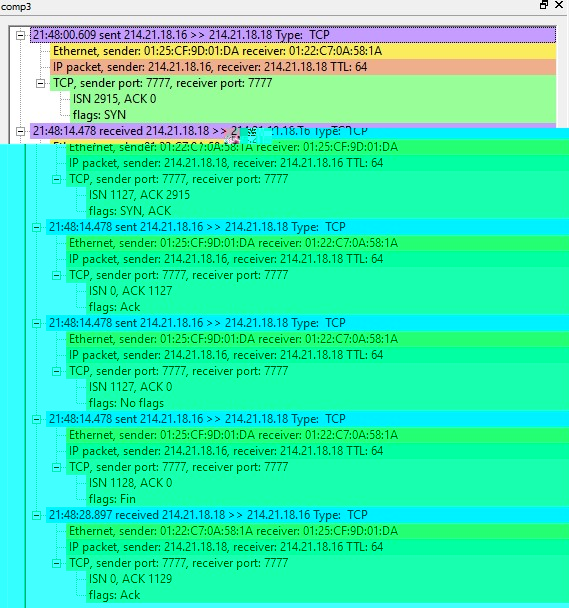 comp3
21:48:00.609 sent 214.21.18.16 >> 214.21.18.18 Type: TCP
Ethernet, sender: 01:25:CF:9D:01:DA receiver: 01:22:C7:0A:58:1A
IP packet, sender: 214.21.18.16, receiver: 214.21.18.18 TTL: 64
TCP, sender port: 7777, receiver port: 7777
ISN 2915, ACK 0
flags: SYN
21:48:14.478 received 214.21.18.18 >> Type: TCP
Ethernet, sender: 01:22:C7:0A:58:1A receiver: 01:25:CF:9D:01:DA
IP packet, sender: 214.21.18.18, receiver: 214.21.18.16 TTL: 64
TCP, sender port: 7777, receiver port: 7777
ISN 1127, ACK 2915
flags: SYN, ACK
21:48:14.478 sent 214.21.18.16 >> 214.21.18.18 Type: TCP
Ethernet, sender: 01:25:CF:9D:01:DA receiver: 01:22:C7:0A:58:1A
IP packet, sender: 214.21.18.16, receiver: 214.21.18.18 TTL: 64
TCP, sender port: 7777, receiver port: 7777
ISN 0, ACK 1127
flags: Ack
21:48:14.478 sent 214.21.18.16 >> 214.21.18.18 Type: TCP
Ethernet, sender: 01:25:CF:9D:01:DA receiver: 01:22:C7:0A:58:1A
IP packet, sender: 214.21.18.16, receiver: 214.21.18.18 TTL: 64
TCP, sender port: 7777, receiver port: 7777
ISN 1127, ACK 0
flags: No flags
21:48:14.478 sent 214.21.18.16 >> 214.21.18.18 Type: TCP
Ethernet, sender: 01:25:CF:9D:01:DA receiver: 01:22:C7:0A:58:1A
IP packet, sender: 214.21.18.16, receiver: 214.21.18.18 TTL: 64
TCP, sender port: 7777, receiver port: 7777
ISN 1128, ACK 0
flags: Fin
21:48:28.897 received 214.21.18.18 >> 214.21.18.16 Type: TCP
Ethernet, sender: 01:22:C7:0A:58:1A receiver: 01:25:CF:9D:01:DA
IP packet, sender: 214.21.18.18, receiver: 214.21.18.16 TTL: 64
TCP, sender port: 7777, receiver port: 7777
ISN 0, ACK 1129
flags: Ack